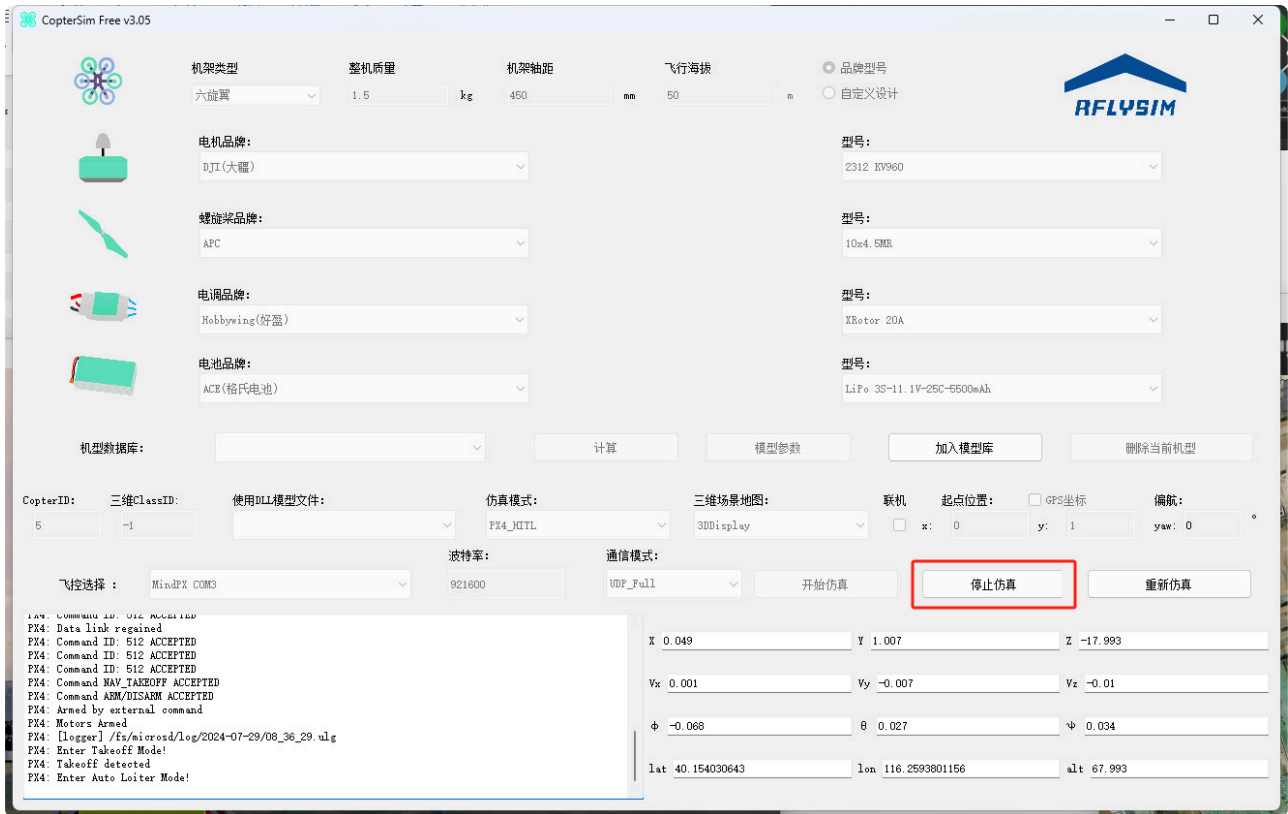 CopterSim Free v3.05
机架类型 整机质量 机架轴距 飞行海拔 品牌型号
六旋翼 1.5 kg 450 mm 50 m 自定义设计
RFLYSIM
电机品牌: 型号:
DJI(大疆) 2312 KV960
螺旋桨品牌: 型号:
APC 10x4.5MR
电调品牌: 型号:
Hobbywing(好盈) XRotor 20A
电池品牌: 型号:
ACE(格氏电池) LiPo 3S-11.1V-25C-5500mAh
机型数据库: 计算 模型参数 加入模型库 删除当前机型
CopterID: 三维ClassID: 使用DLL模型文件: 仿真模式: 三维场景地图: 联机 起点位置: GPS坐标 偏航:
5 -1 PX4_HITL 3DDisplay x: 0 y: 1 yaw: 0 °
波特率: 通信模式:
飞控选择 : MindPX COM3 921600 UDP_Full 开始仿真 停止仿真 重新仿真
PX4: Command ID: 512 ACCEPTED
PX4: Data link regained
PX4: Command ID: 512 ACCEPTED
PX4: Command ID: 512 ACCEPTED
PX4: Command ID: 512 ACCEPTED
PX4: Command NAV_TAKEOFF ACCEPTED
PX4: Command ARM/DISARM ACCEPTED
PX4: Armed by external command
PX4: Motors Armed
PX4: [logger] /fs/microsd/log/2024-07-29/08_36_29.ulg
PX4: Enter Takeoff Mode!
PX4: Takeoff detected
PX4: Enter Auto Loiter Mode!
X 0.049 Y 1.007 Z -17.993
Vx 0.001 Vy -0.007 Vz -0.01
φ -0.068 θ 0.027 ψ 0.034
lat 40.154030643 lon 116.2593801156 alt 67.993